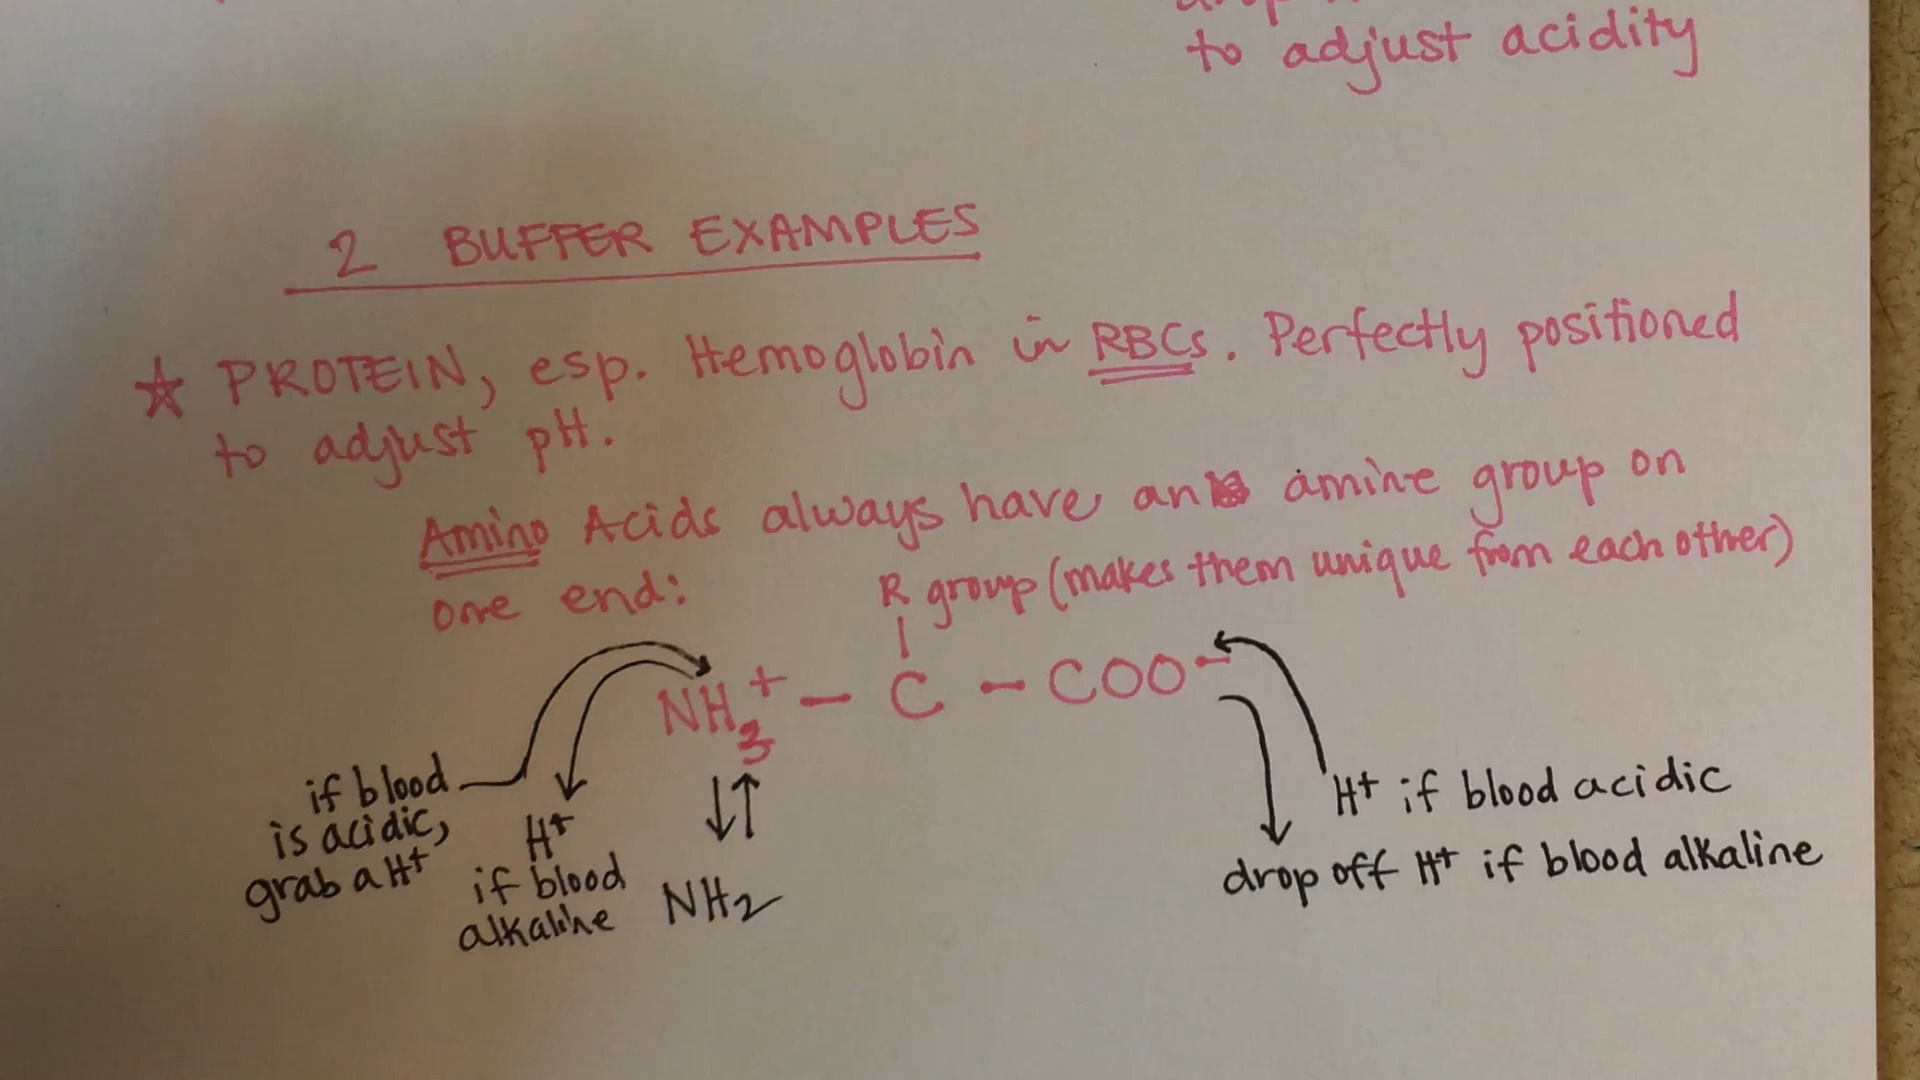 to adjust acidity
2 BUFFER EXAMPLES
☆ PROTEIN, esp. Hemoglobin in RBCs. Perfectly positioned
to adjust pH.
Amino Acids always have an amine group on
one end:
R group (makes them unique from each other)
NH3+ - C - COO-
if blood
is acidic,
grab a H+
H+
if blood
alkaline
NH2
H+ if blood acidic
drop off H+ if blood alkaline